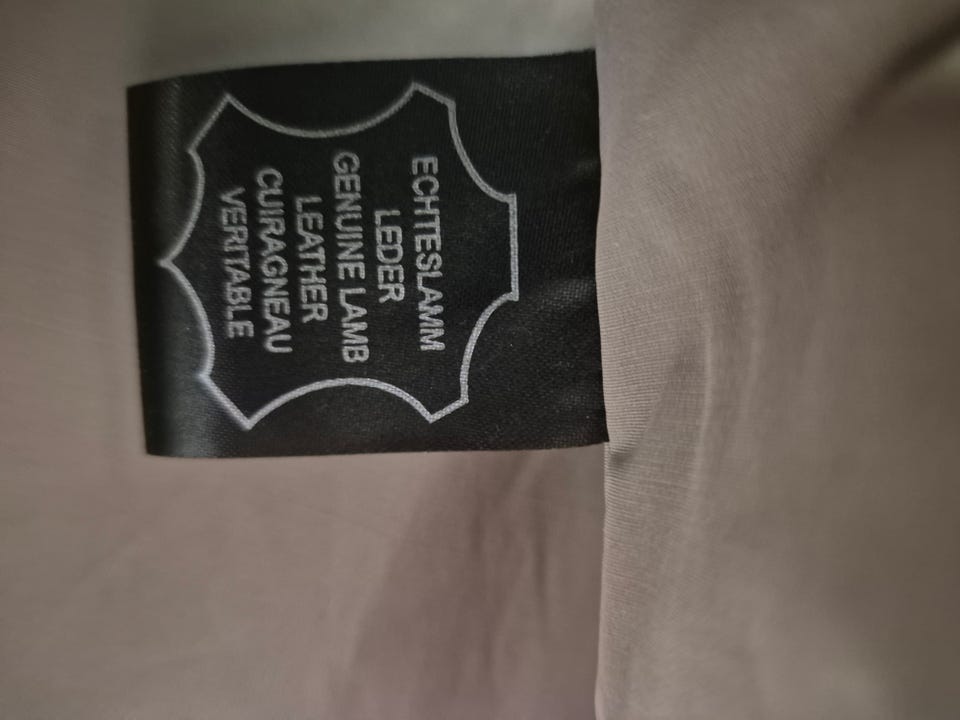 ECHTESLAMM
LEDER
GENUINE LAMB
LEATHER
CUIRAGNEAU
VERITABLE